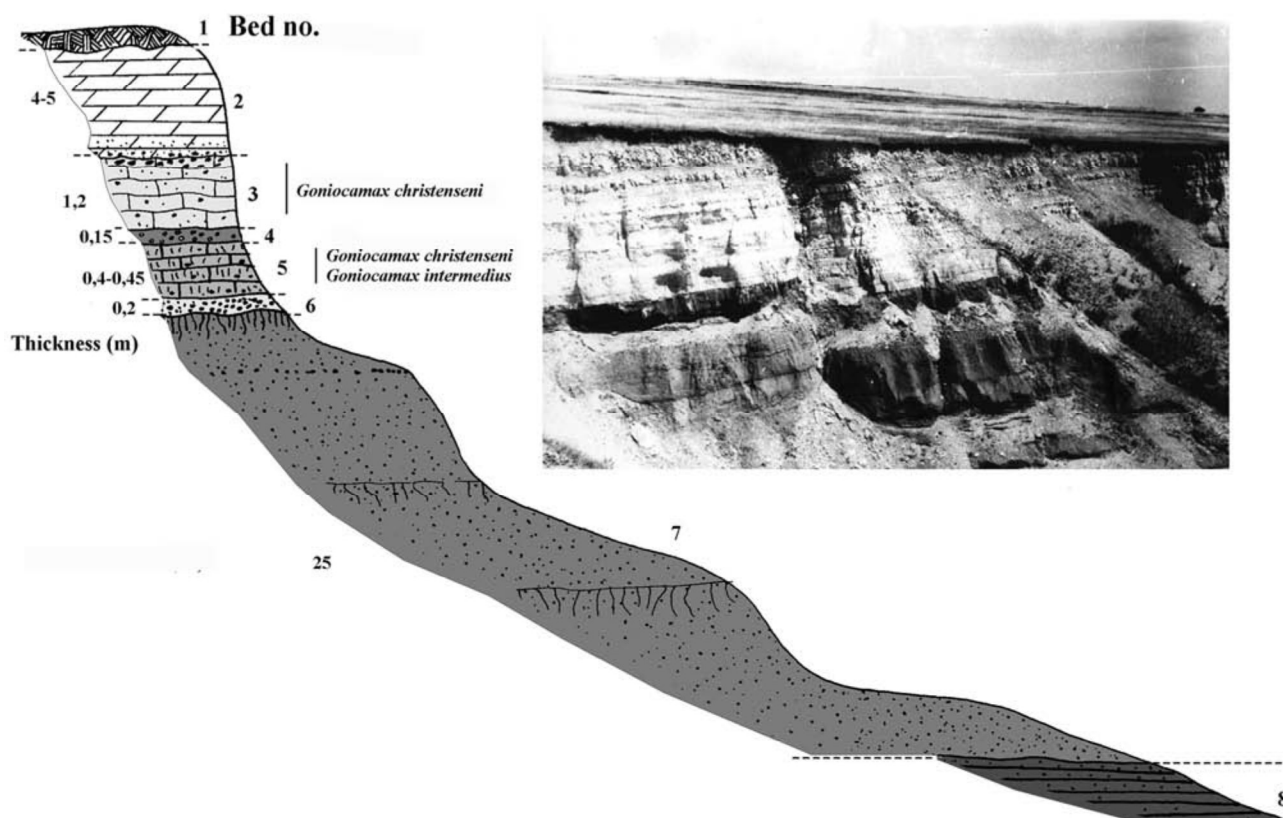 1 Bed no.
4-5
2
1,2
3
Goniocamax christenseni
0,15
4
0,4-0,45
5
Goniocamax christenseni
Goniocamax intermedius
0,2
6
Thickness (m)
7
25
8